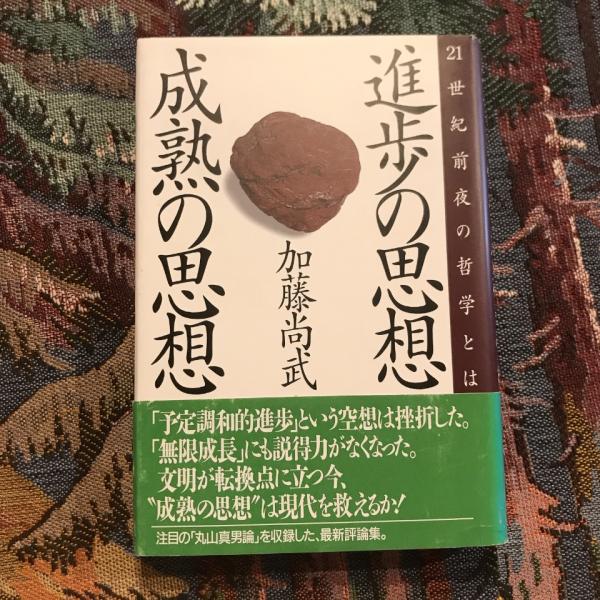 21世紀前夜の哲学とは
進歩の思想
成熟の思想
加藤尚武
「予定調和的進歩」という空想は挫折した。
「無限成長」にも説得力がなくなった。
文明が転換点に立つ今、
“成熟の思想”は現代を救えるか!
注目の「丸山真男論」を収録した、最新評論集。